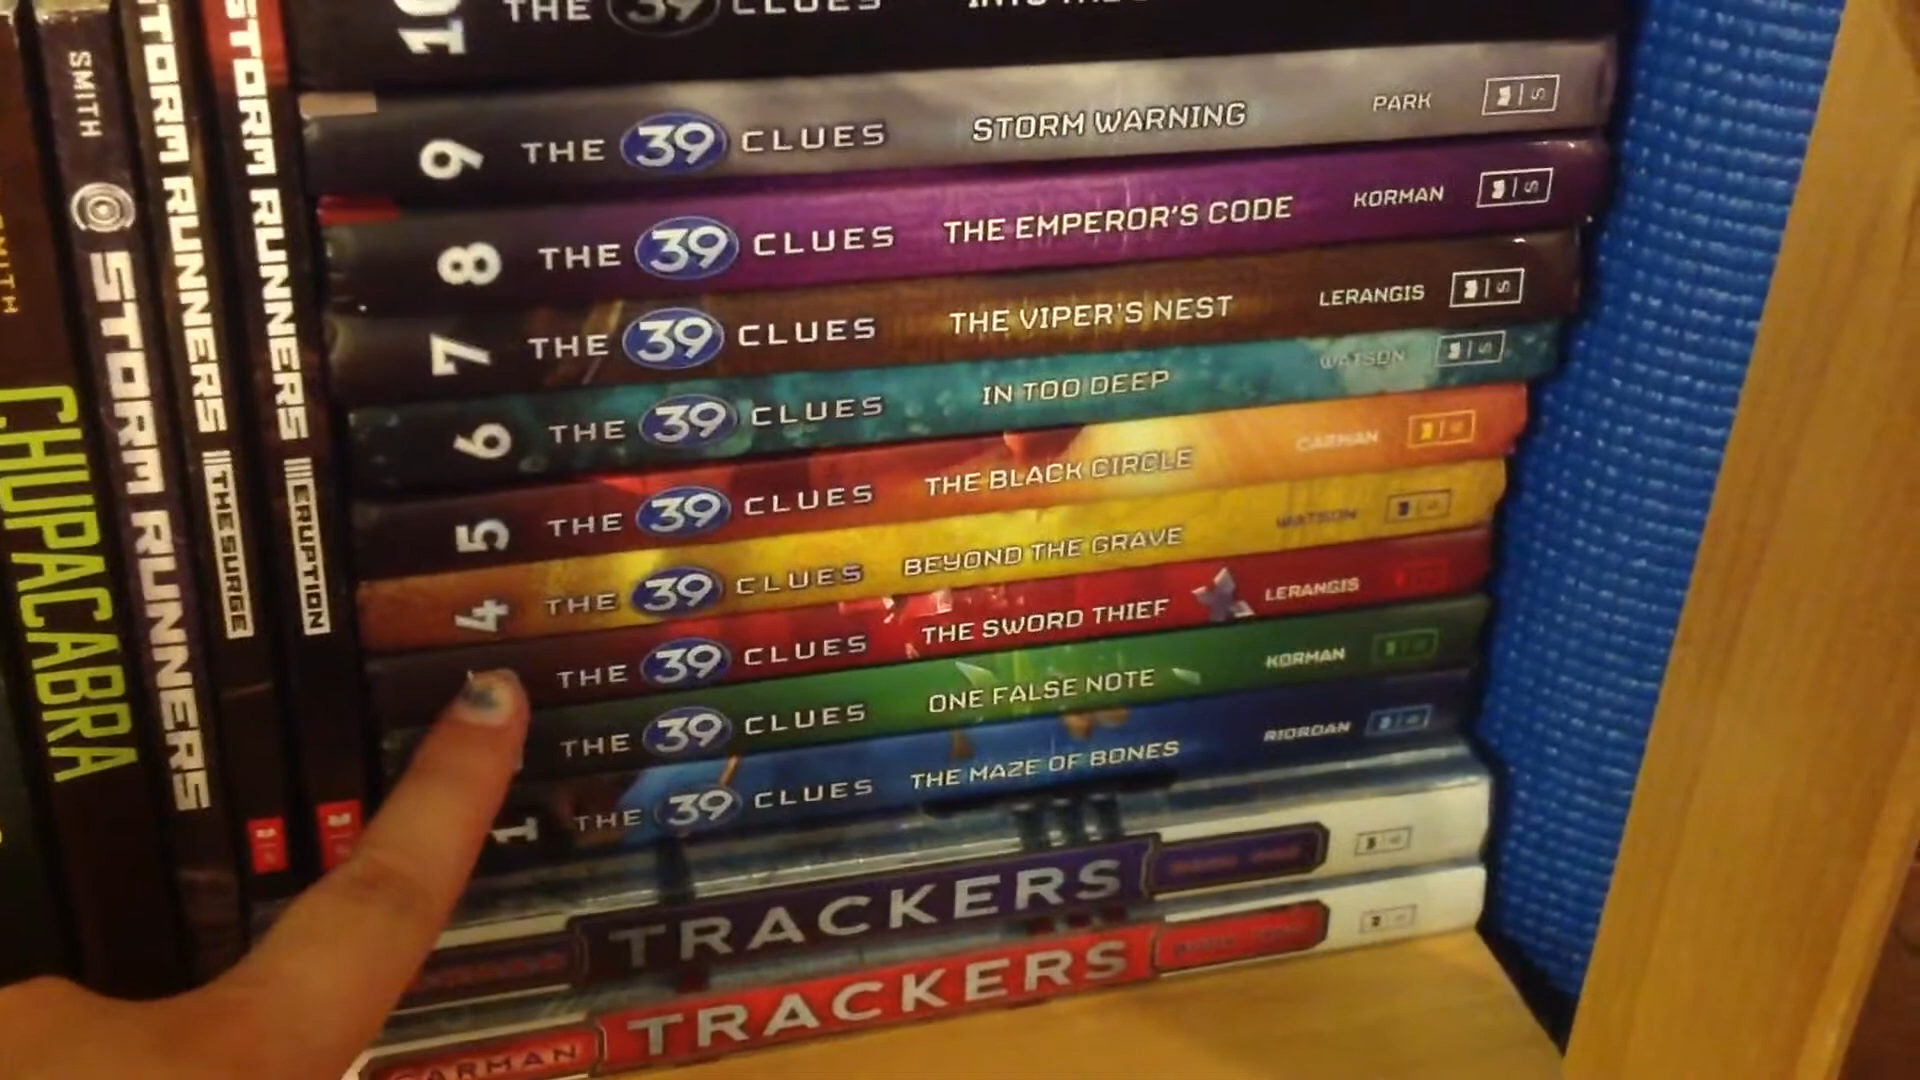 SMITH
STORM RUNNERS
STORM RUNNERS
THE SURGE
STORM RUNNERS
ERUPTION
CHUPACABRA
10 THE 39 CLUES
9 THE 39 CLUES STORM WARNING PARK
8 THE 39 CLUES THE EMPEROR'S CODE KORMAN
7 THE 39 CLUES THE VIPER'S NEST LERANGIS
6 THE 39 CLUES IN TOO DEEP WATSON
5 THE 39 CLUES THE BLACK CIRCLE CARMAN
4 THE 39 CLUES BEYOND THE GRAVE WATSON
THE 39 CLUES THE SWORD THIEF LERANGIS
THE 39 CLUES ONE FALSE NOTE KORMAN
1 THE 39 CLUES THE MAZE OF BONES RIORDAN
TRACKERS
CARMAN TRACKERS